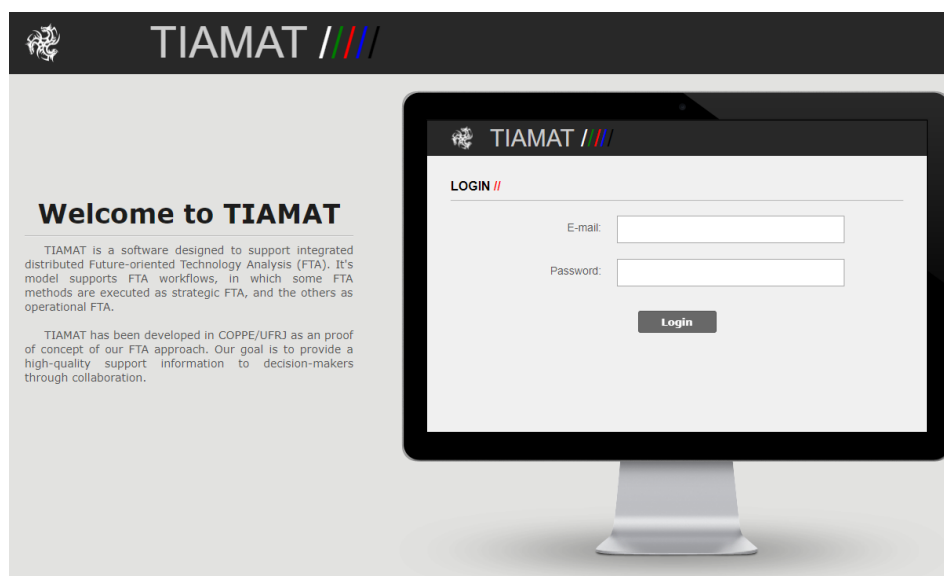 TIAMAT /////
Welcome to TIAMAT
TIAMAT is a software designed to support integrated
distributed Future-oriented Technology Analysis (FTA). It's
model supports FTA workflows, in which some FTA
methods are executed as strategic FTA, and the others as
operational FTA.
TIAMAT has been developed in COPPE/UFRJ as an proof
of concept of our FTA approach. Our goal is to provide a
high-quality support information to decision-makers
through collaboration.
TIAMAT /////
LOGIN //
E-mail:
Password:
Login